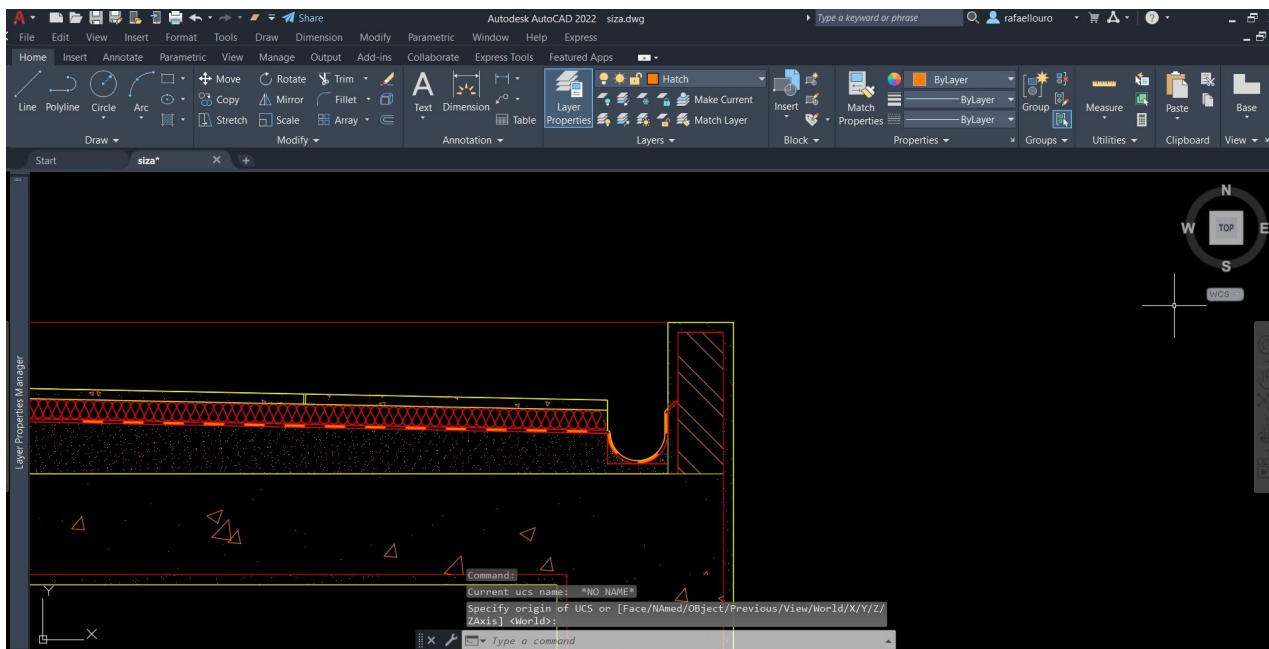 A Share Autodesk AutoCAD 2022 siza.dwg Type a keyword or phrase rafaellouro
File Edit View Insert Format Tools Draw Dimension Modify Parametric Window Help Express
Home Insert Annotate Parametric View Manage Output Add-ins Collaborate Express Tools Featured Apps
Move Rotate Trim Hatch ByLayer
Line Polyline Circle Arc Copy Mirror Fillet Text Dimension Layer Properties Make Current Insert Match Properties ByLayer Group Measure Paste Base
Stretch Scale Array Table Match Layer ByLayer
Draw Modify Annotation Layers Block Properties Groups Utilities Clipboard View
Start siza* +
N
W TOP E
S
WCS
Layer Properties Manager
Command:
Current ucs name: *NO NAME*
Specify origin of UCS or [Face/NAmed/OBject/Previous/View/World/X/Y/Z/
ZAxis] <World>:
Y
X
Type a command